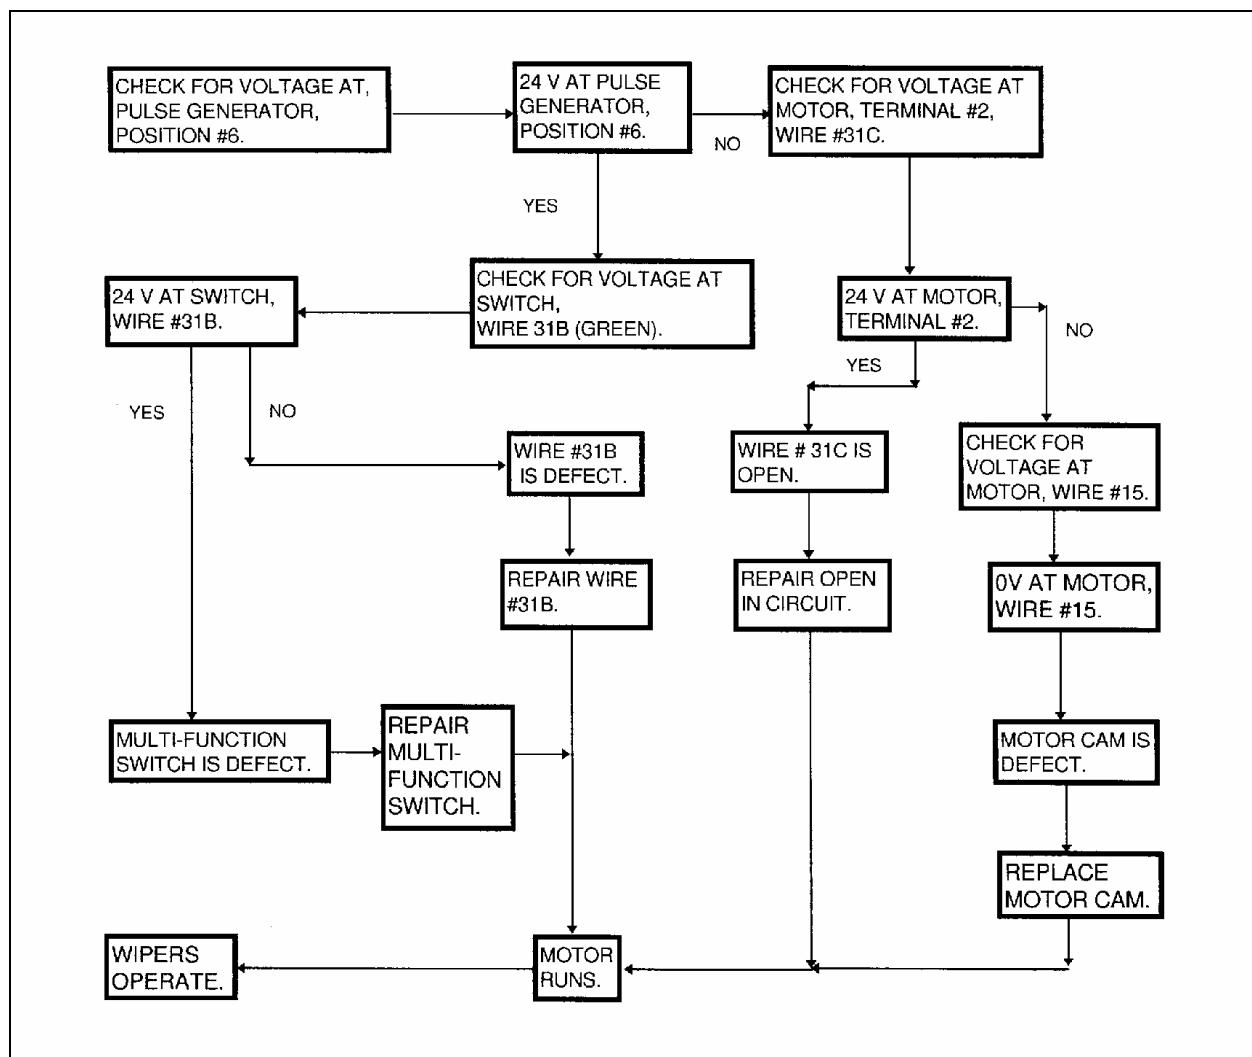 CHECK FOR VOLTAGE AT,
PULSE GENERATOR,
POSITION #6.
24 V AT PULSE
GENERATOR,
POSITION #6.
NO
CHECK FOR VOLTAGE AT
MOTOR, TERMINAL #2,
WIRE #31C.
YES
24 V AT SWITCH,
WIRE #31B.
CHECK FOR VOLTAGE AT
SWITCH,
WIRE 31B (GREEN).
24 V AT MOTOR,
TERMINAL #2.
NO
YES
YES
NO
WIRE #31B
IS DEFECT.
WIRE # 31C IS
OPEN.
CHECK FOR
VOLTAGE AT
MOTOR, WIRE #15.
REPAIR WIRE
#31B.
REPAIR OPEN
IN CIRCUIT.
0V AT MOTOR,
WIRE #15.
MULTI-FUNCTION
SWITCH IS DEFECT.
REPAIR
MULTI-
FUNCTION
SWITCH.
MOTOR CAM IS
DEFECT.
REPLACE
MOTOR CAM.
WIPERS
OPERATE.
MOTOR
RUNS.